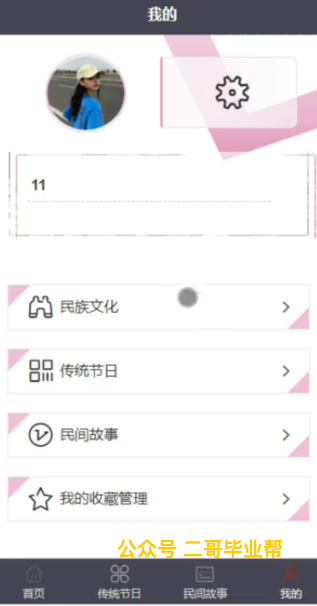 我的
11
民族文化
传统节日
民间故事
我的收藏管理
公众号 二哥毕业帮
首页
传统节日
民间故事
我的